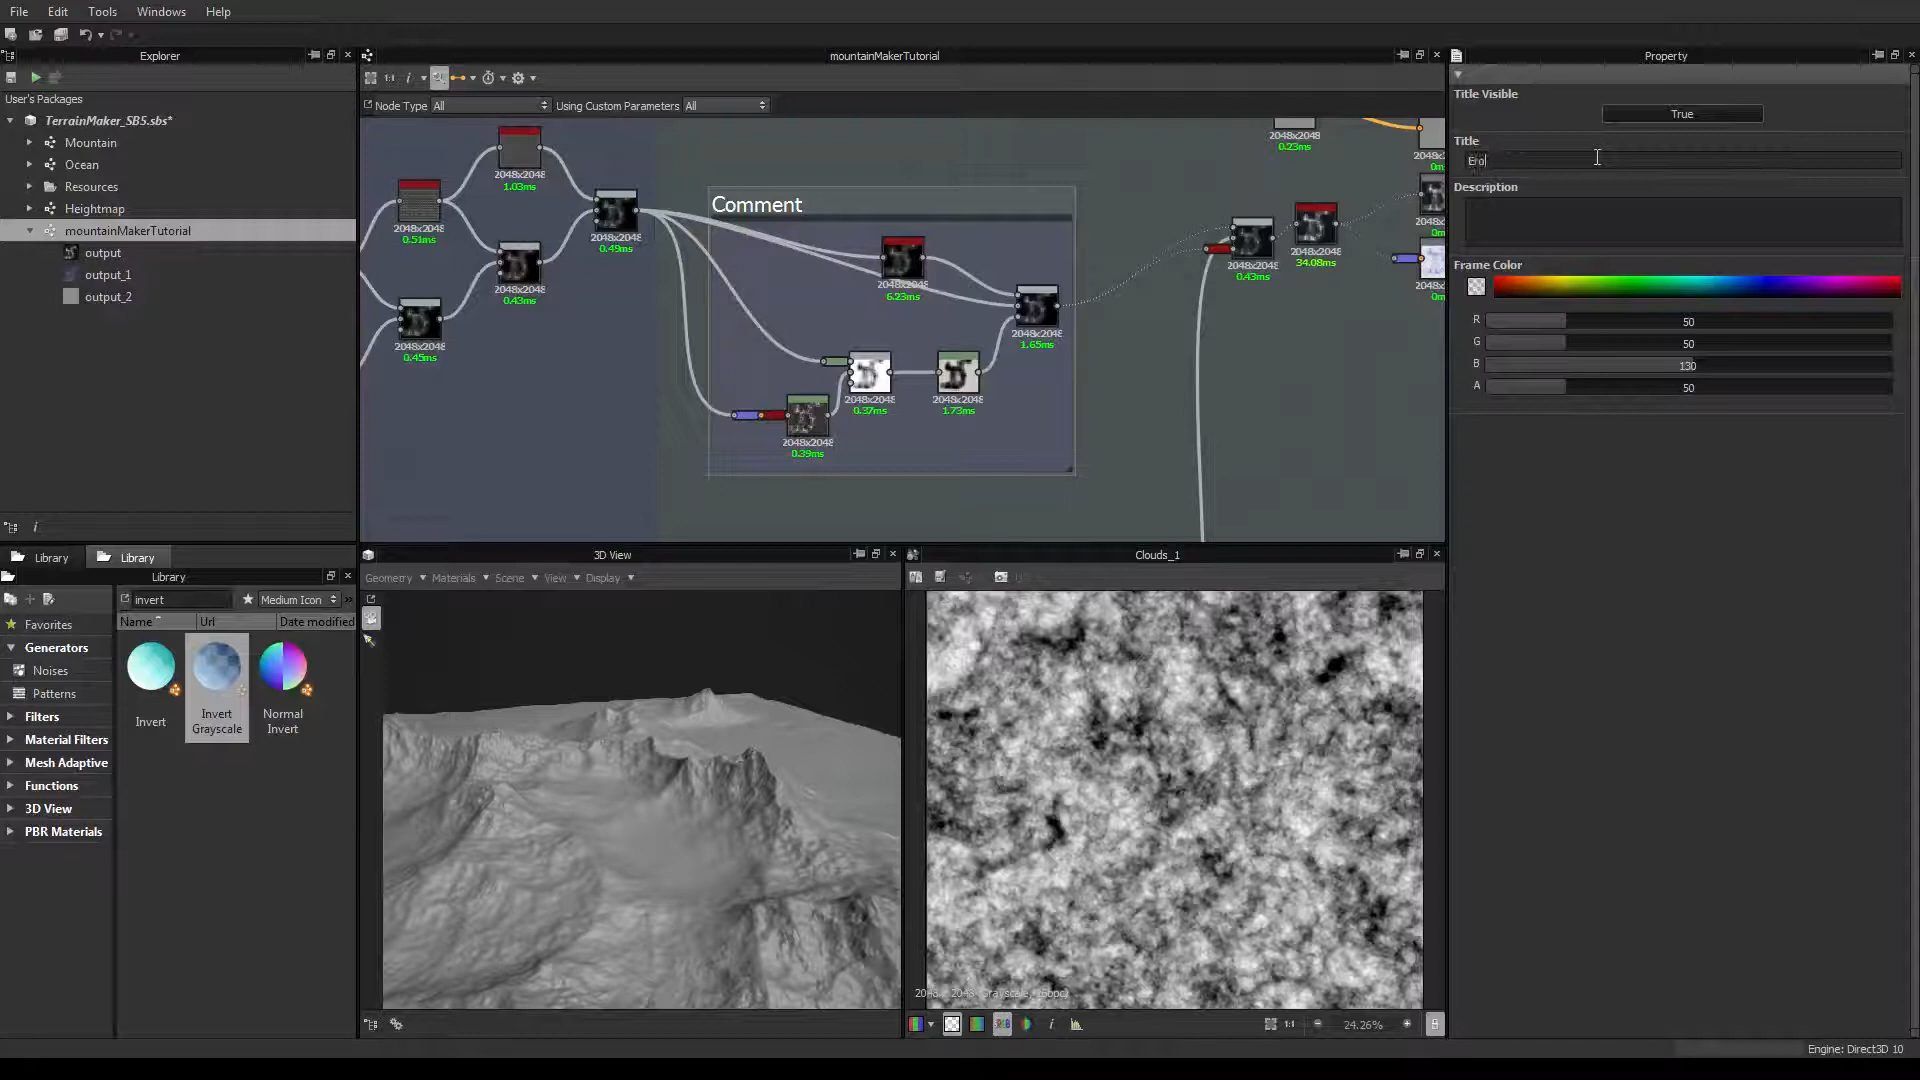 File Edit Tools Windows Help
Explorer
mountainMakerTutorial
Property
1:1
User's Packages
TerrainMaker_SB5.sbs*
Mountain
Ocean
Resources
Heightmap
mountainMakerTutorial
output
output_1
output_2
Node Type All Using Custom Parameters All
Title Visible
True
Title
Ero
Description
Frame Color
R 50
G 50
B 130
A 50
Comment
2048x2048
1.03ms
2048x2048
0.51ms
2048x2048
0.49ms
2048x2048
0.43ms
2048x2048
0.45ms
2048x2048
6.23ms
2048x2048
1.65ms
2048x2048
0.37ms
2048x2048
1.73ms
2048x2048
0.39ms
2048x2048
0.23ms
2048x2048
0.43ms
2048x2048
34.08ms
Library Library
Library
invert
Medium Icon
Name Url Date modified
Favorites
Generators
Noises
Patterns
Filters
Material Filters
Mesh Adaptive
Functions
3D View
PBR Materials
Invert
Invert
Grayscale
Normal
Invert
3D View
Geometry Materials Scene View Display
Clouds_1
1:1
24.26%
Engine: Direct3D 10